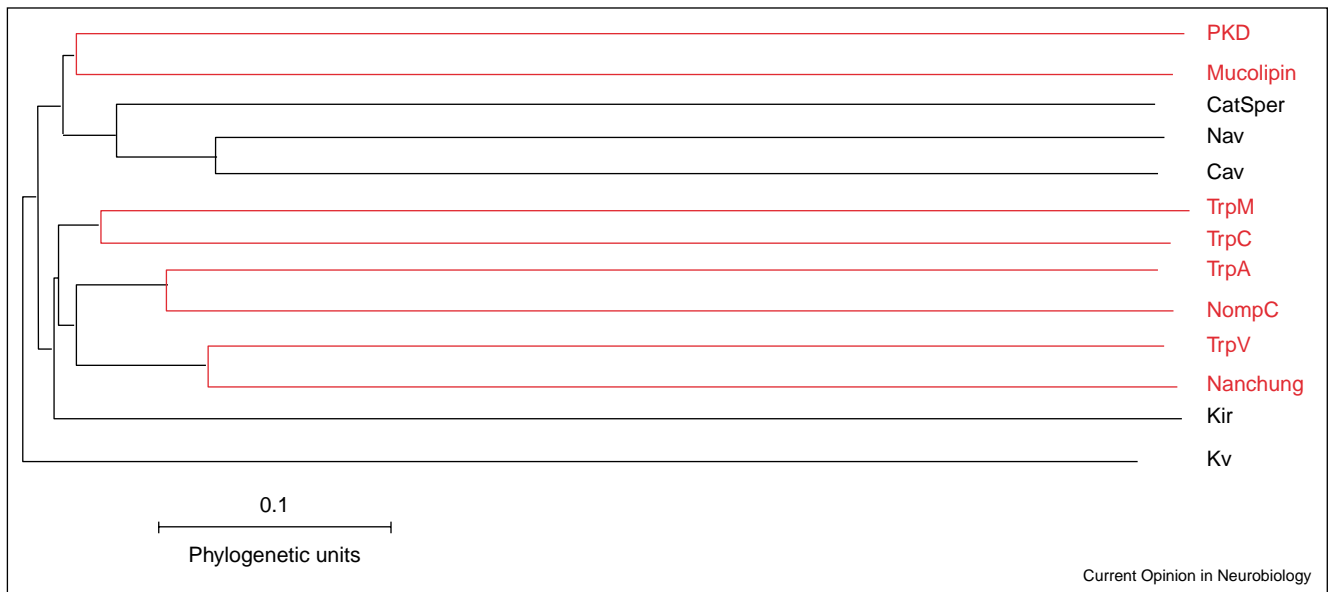 PKD
Mucolipin
CatSper
Nav
Cav
TrpM
TrpC
TrpA
NompC
TrpV
Nanchung
Kir
Kv
0.1
Phylogenetic units
Current Opinion in Neurobiology